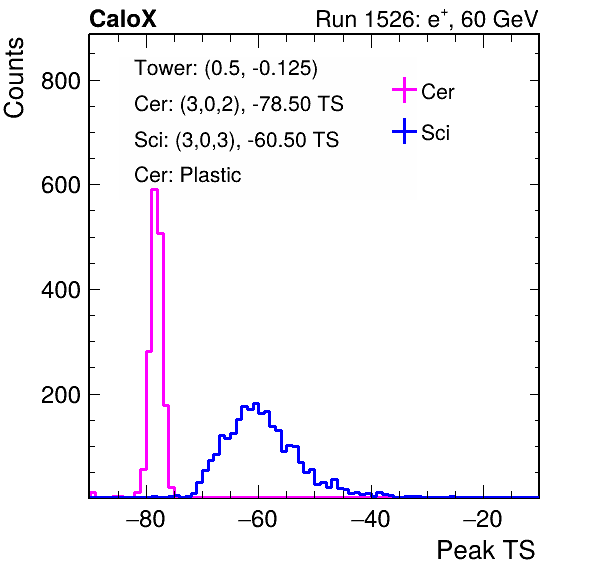 CaloX Run 1526: e⁺, 60 GeV
Counts
Tower: (0.5, -0.125)
Cer: (3,0,2), -78.50 TS
Sci: (3,0,3), -60.50 TS
Cer: Plastic
Cer
Sci
800
600
400
200
−80 −60 −40 −20
Peak TS